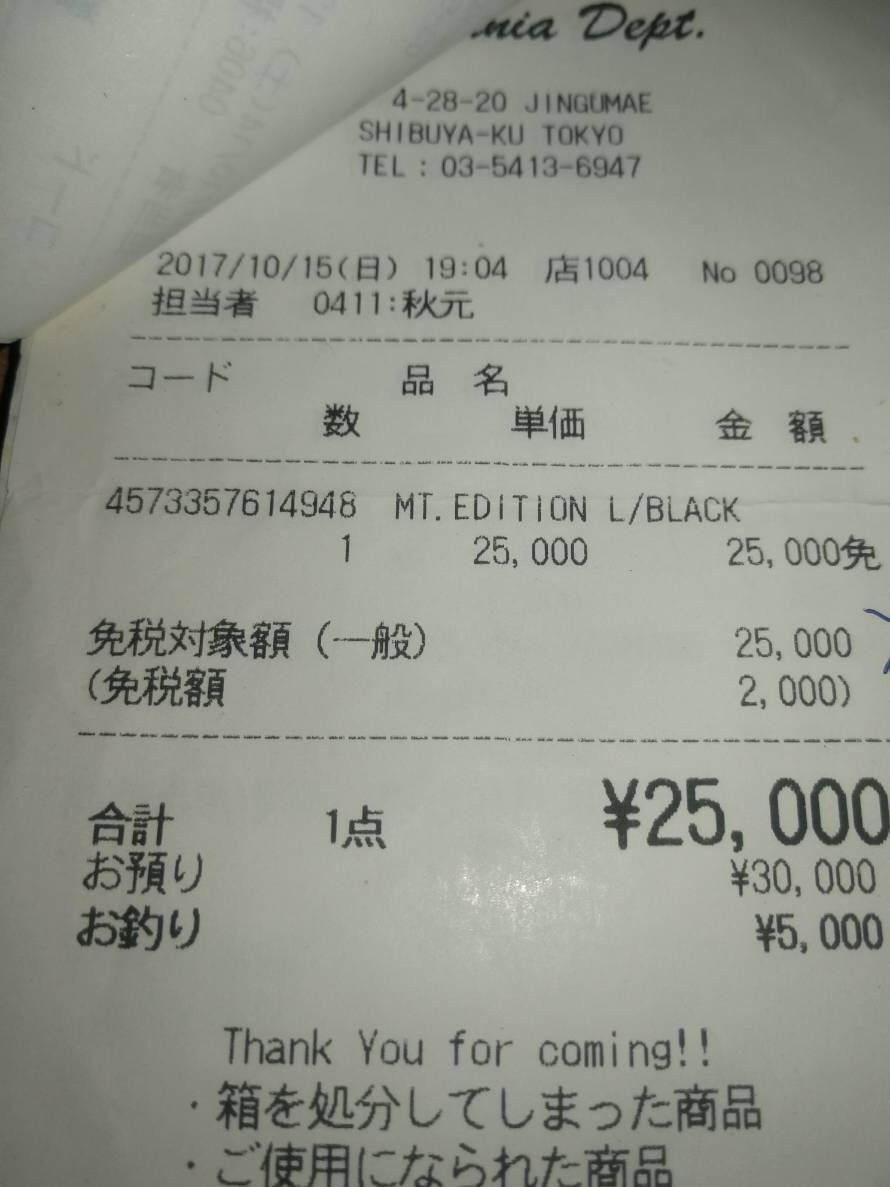 Dept.
4-28-20 JINGUMAE
SHIBUYA-KU TOKYO
TEL : 03-5413-6947
2017/10/15(日) 19:04 店1004 No 0098
担当者 0411:秋元
コード 品 名
数 単価 金 額
4573357614948 MT.EDITION L/BLACK
1 25,000 25,000免
免税対象額 (一般) 25,000
(免税額 2,000)
合計 1点 ¥25,000
お預り ¥30,000
お釣り ¥5,000
Thank You for coming!!
・箱を処分してしまった商品
・ご使用になられた商品